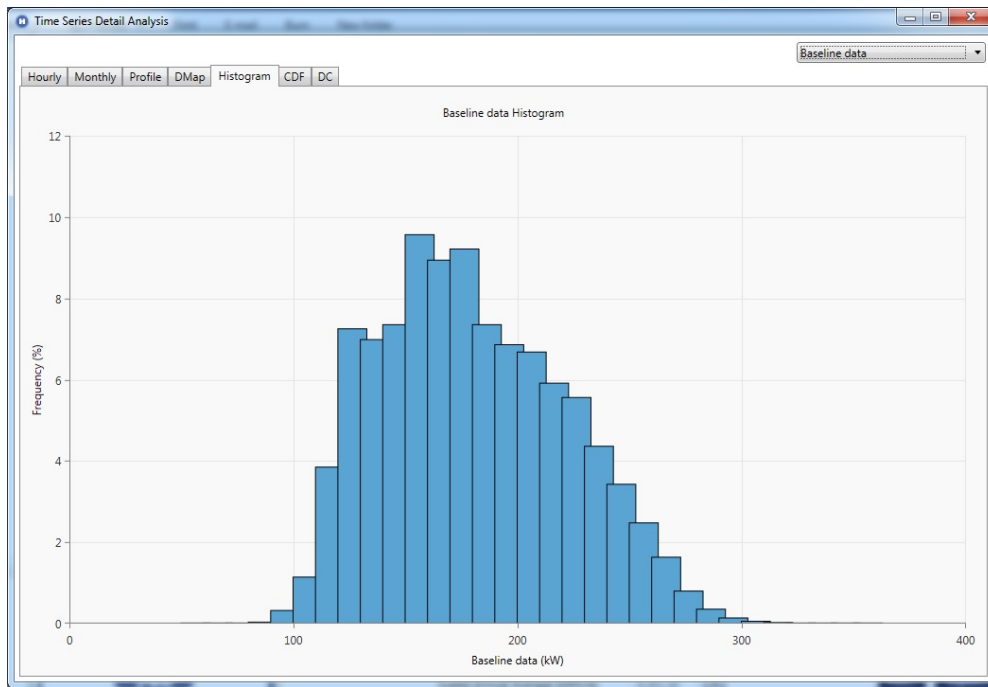 Time Series Detail Analysis
Baseline data
Hourly Monthly Profile DMap Histogram CDF DC
Baseline data Histogram
12
10
8
6
4
2
0
Frequency (%)
0 100 200 300 400
Baseline data (kW)